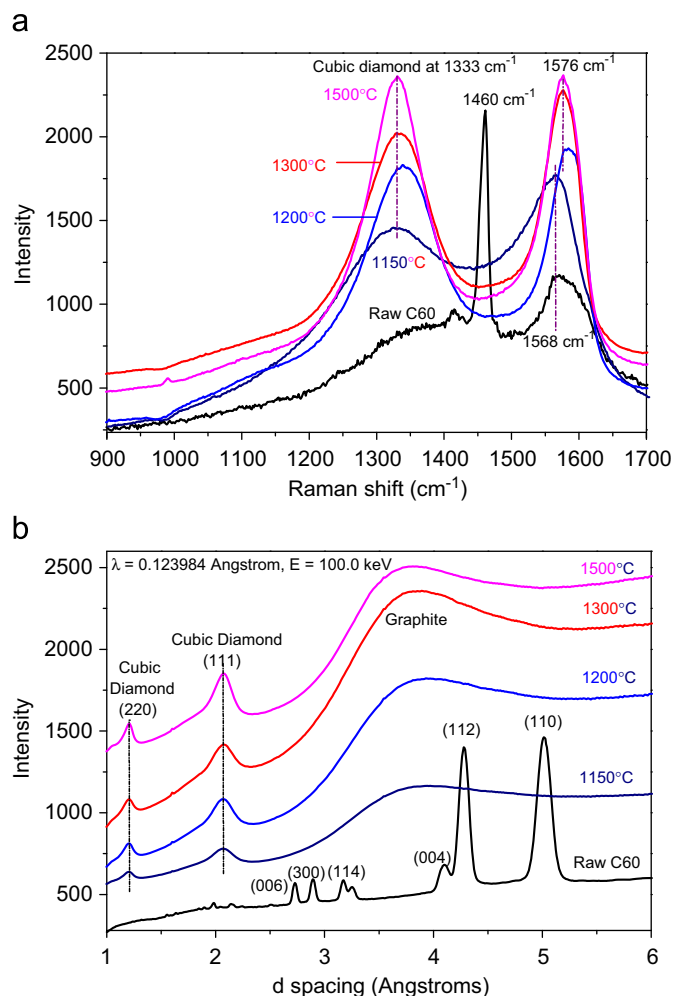 a
2500
2000
1500
1000
500
Intensity
Cubic diamond at 1333 cm⁻¹
1576 cm⁻¹
1500°C
1460 cm⁻¹
1300°C
1200°C
1150°C
Raw C60
1568 cm⁻¹
900 1000 1100 1200 1300 1400 1500 1600 1700
Raman shift (cm⁻¹)
b
2500
2000
1500
1000
500
Intensity
λ = 0.123984 Angstrom, E = 100.0 keV
1500°C
1300°C
Graphite
Cubic Diamond
(111)
Cubic
Diamond
(220)
1200°C
(112)
(110)
1150°C
(006)
(300)
(114)
(004)
Raw C60
1 2 3 4 5 6
d spacing (Angstroms)